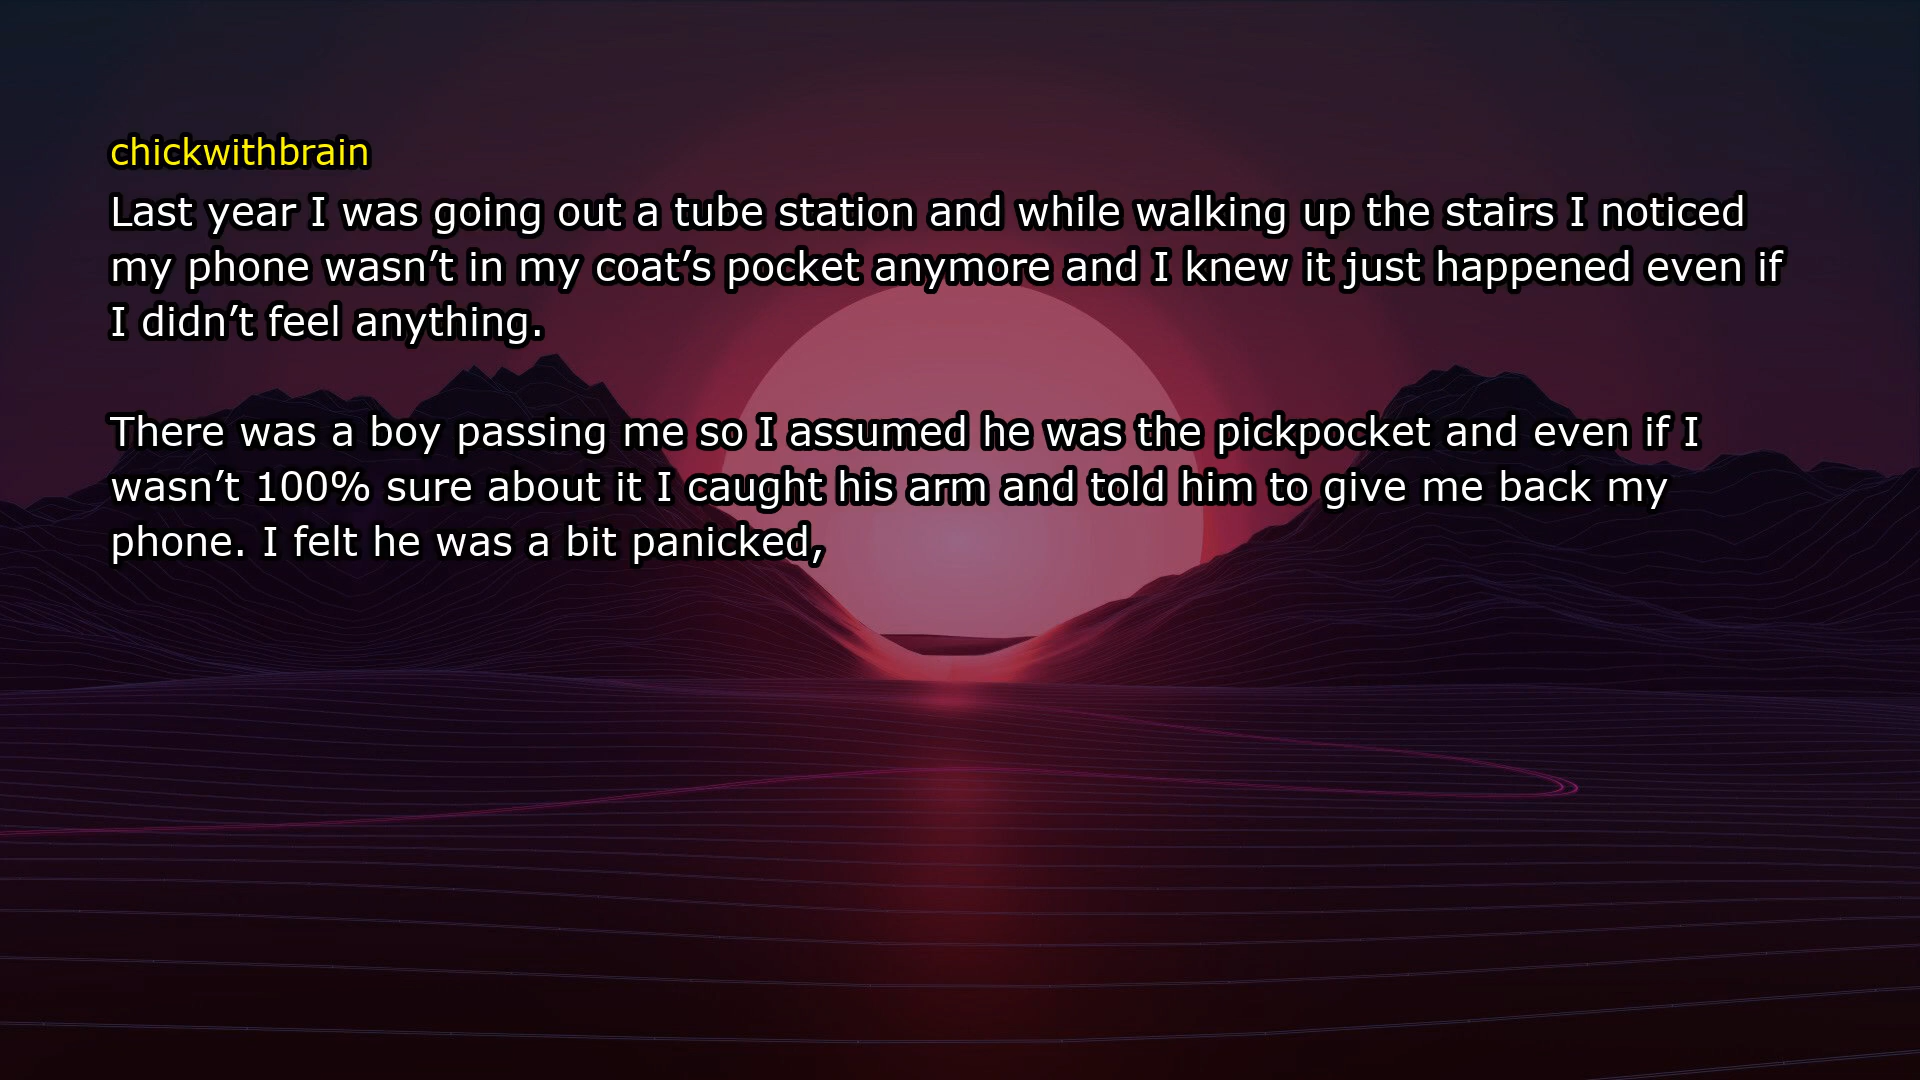 chickwithbrain
Last year I was going out a tube station and while walking up the stairs I noticed
my phone wasn’t in my coat’s pocket anymore and I knew it just happened even if
I didn’t feel anything.
There was a boy passing me so I assumed he was the pickpocket and even if I
wasn’t 100% sure about it I caught his arm and told him to give me back my
phone. I felt he was a bit panicked,